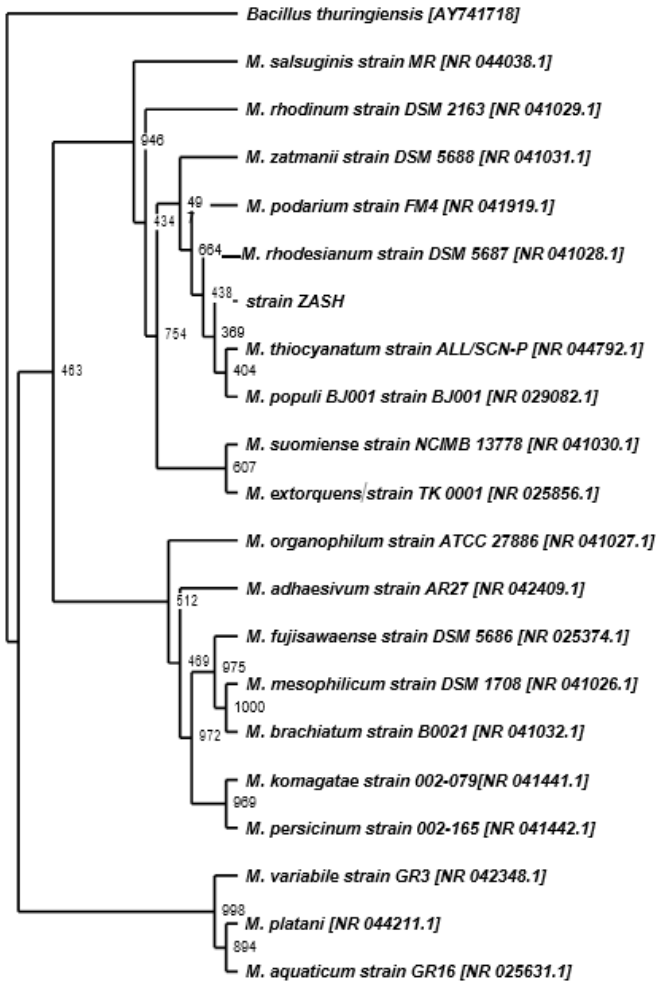 Bacillus thuringiensis [AY741718]
M. salsuginis strain MR [NR 044038.1]
M. rhodinum strain DSM 2163 [NR 041029.1]
946
M. zatmanii strain DSM 5688 [NR 041031.1]
49
7
M. podarium strain FM4 [NR 041919.1]
434
664
M. rhodesianum strain DSM 5687 [NR 041028.1]
438
strain ZASH
754
369
M. thiocyanatum strain ALL/SCN-P [NR 044792.1]
463
404
M. populi BJ001 strain BJ001 [NR 029082.1]
M. suomiense strain NCIMB 13778 [NR 041030.1]
607
M. extorquens/strain TK 0001 [NR 025856.1]
M. organophilum strain ATCC 27886 [NR 041027.1]
M. adhaesivum strain AR27 [NR 042409.1]
512
M. fujisawaense strain DSM 5686 [NR 025374.1]
469
975
M. mesophilicum strain DSM 1708 [NR 041026.1]
1000
M. brachiatum strain B0021 [NR 041032.1]
972
M. komagatae strain 002-079[NR 041441.1]
969
M. persicinum strain 002-165 [NR 041442.1]
M. variabile strain GR3 [NR 042348.1]
998
M. platani [NR 044211.1]
894
M. aquaticum strain GR16 [NR 025631.1]